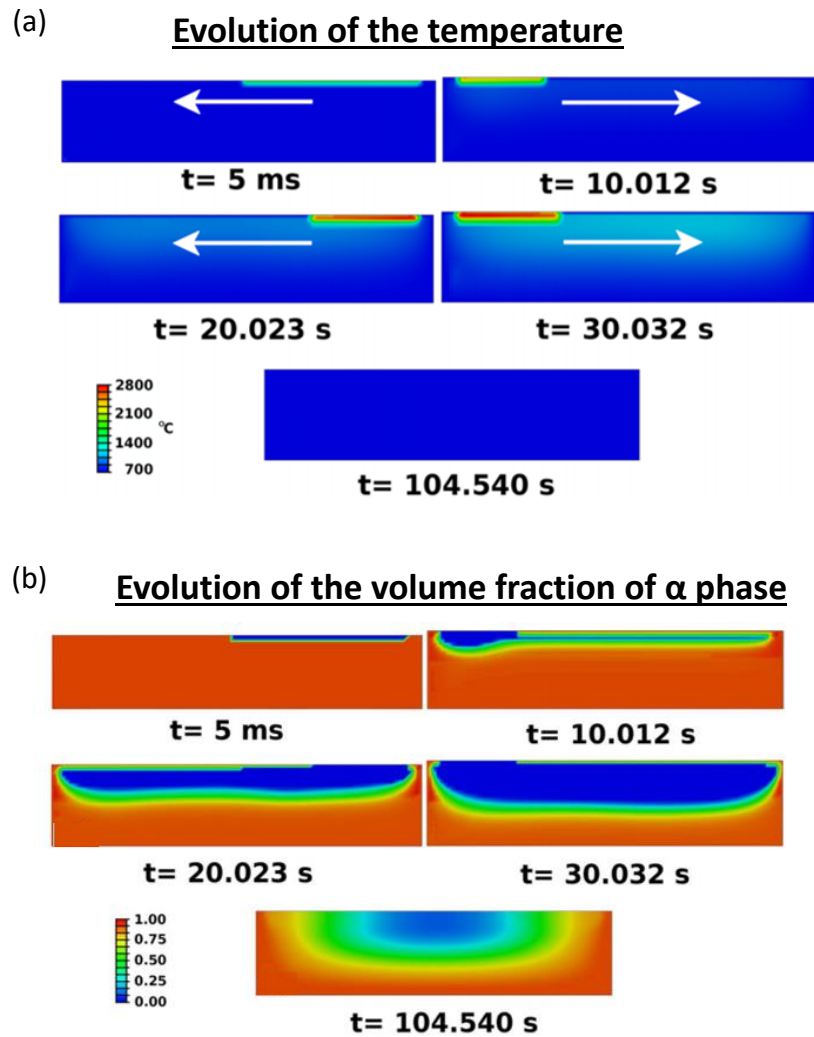 (a)
Evolution of the temperature
t= 5 ms
t= 10.012 s
t= 20.023 s
t= 30.032 s
2800
2100
1400
700
°C
t= 104.540 s
(b)
Evolution of the volume fraction of α phase
t= 5 ms
t= 10.012 s
t= 20.023 s
t= 30.032 s
1.00
0.75
0.50
0.25
0.00
t= 104.540 s